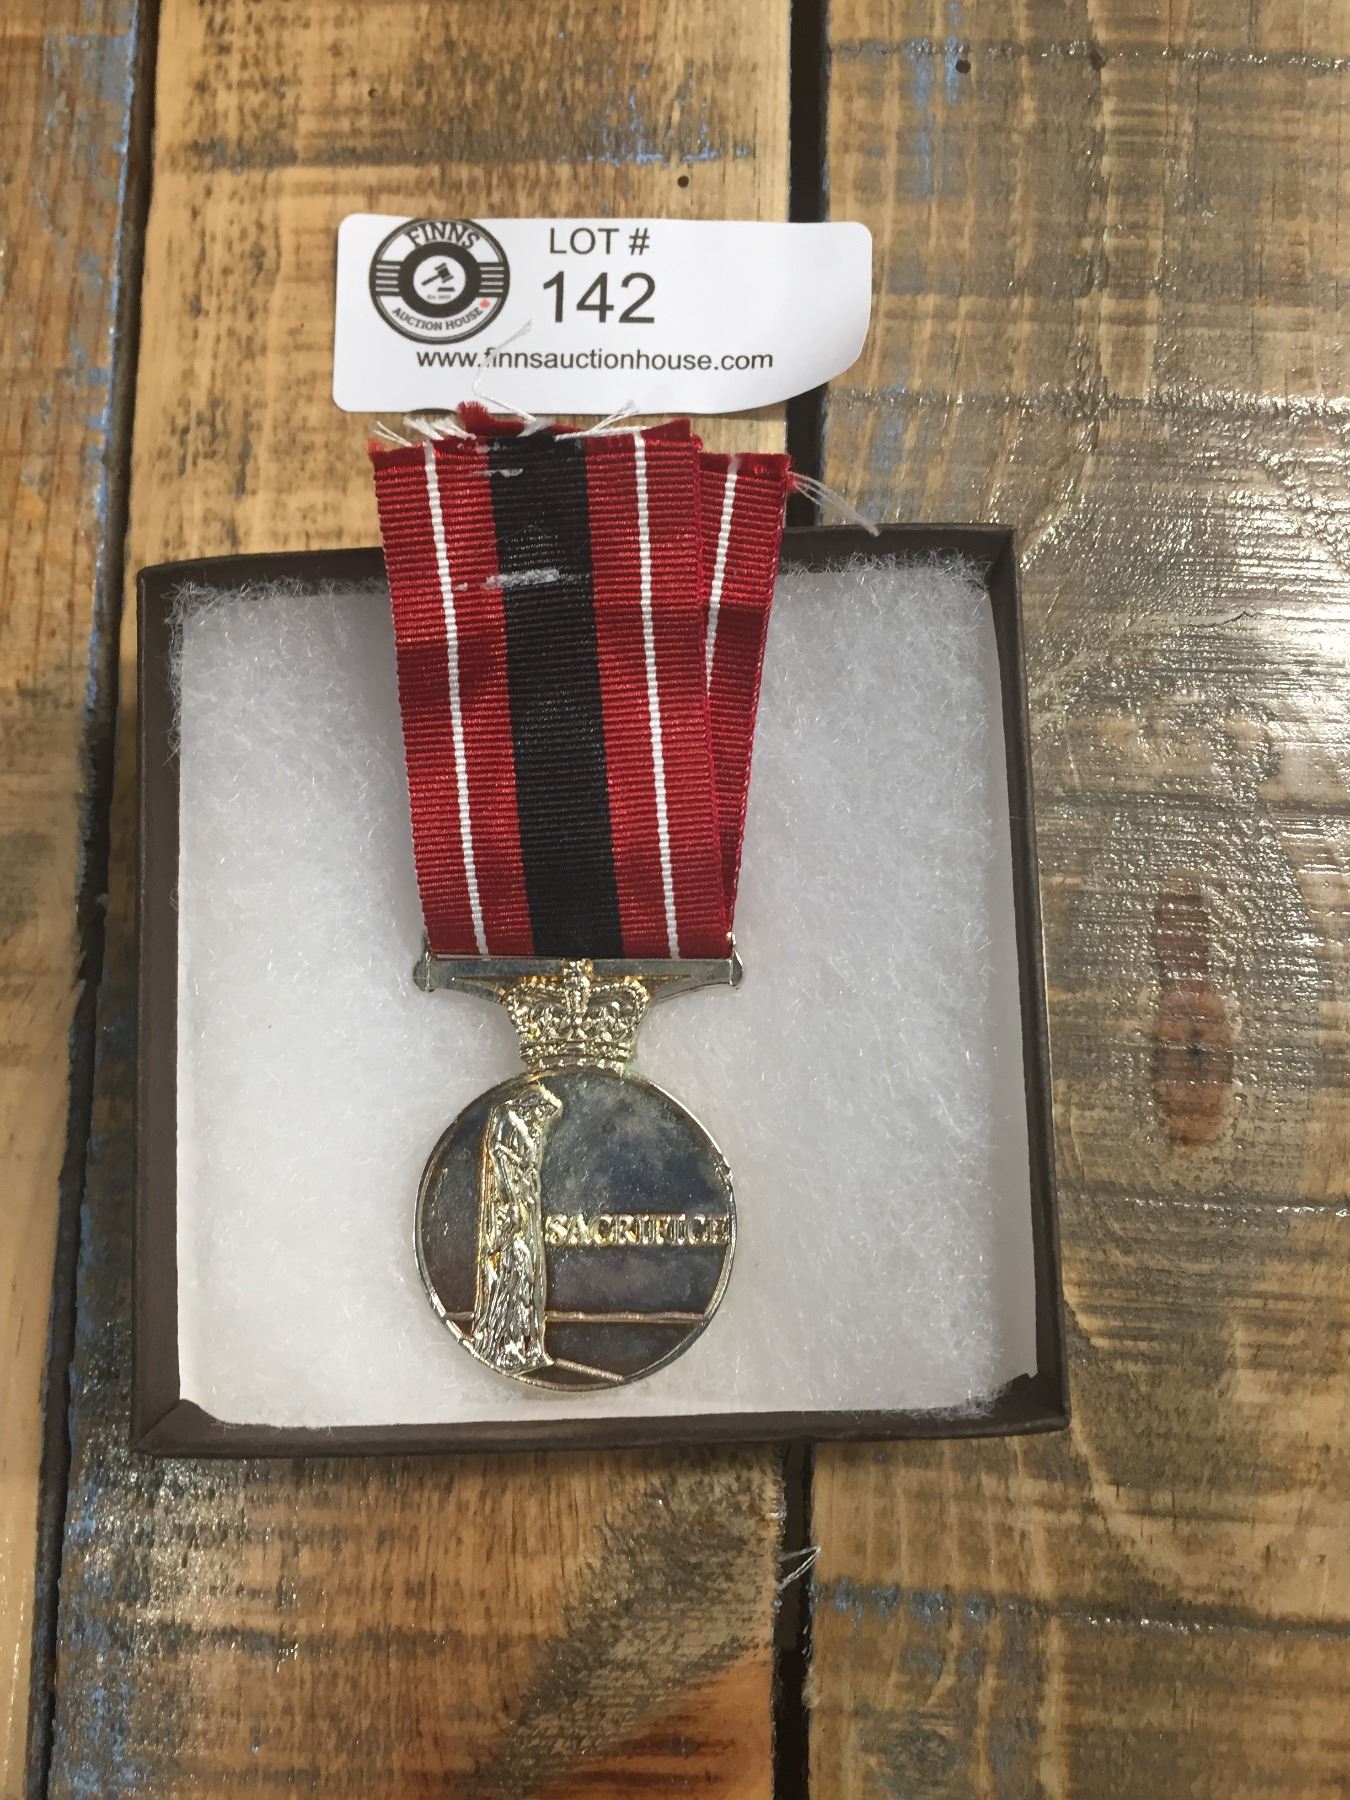 FINNS
AUCTION HOUSE
LOT #
142
www.finnsauctionhouse.com
SACRIFICE